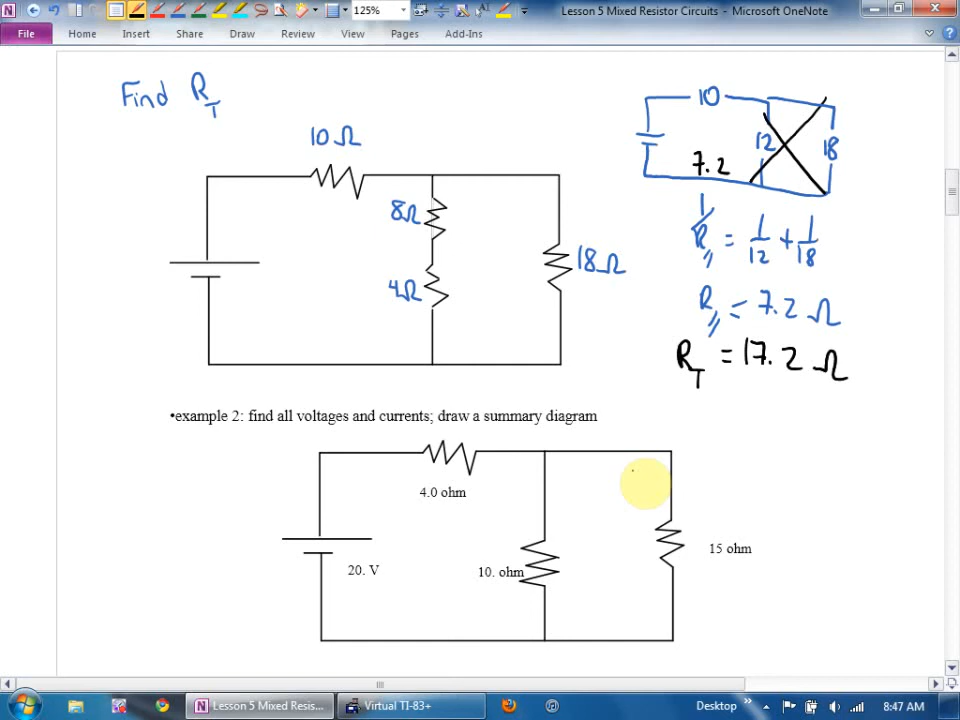 125%
Lesson 5 Mixed Resistor Circuits - Microsoft OneNote
File Home Insert Share Draw Review View Pages Add-Ins
Find R_T
10 Ω
8Ω
4Ω
18Ω
10
12
18
7.2
1/R// = 1/12 + 1/18
R// = 7.2 Ω
R_T = 17.2 Ω
•example 2: find all voltages and currents; draw a summary diagram
4.0 ohm
20. V
10. ohm
15 ohm
Lesson 5 Mixed Resis... Virtual TI-83+ Desktop » 8:47 AM